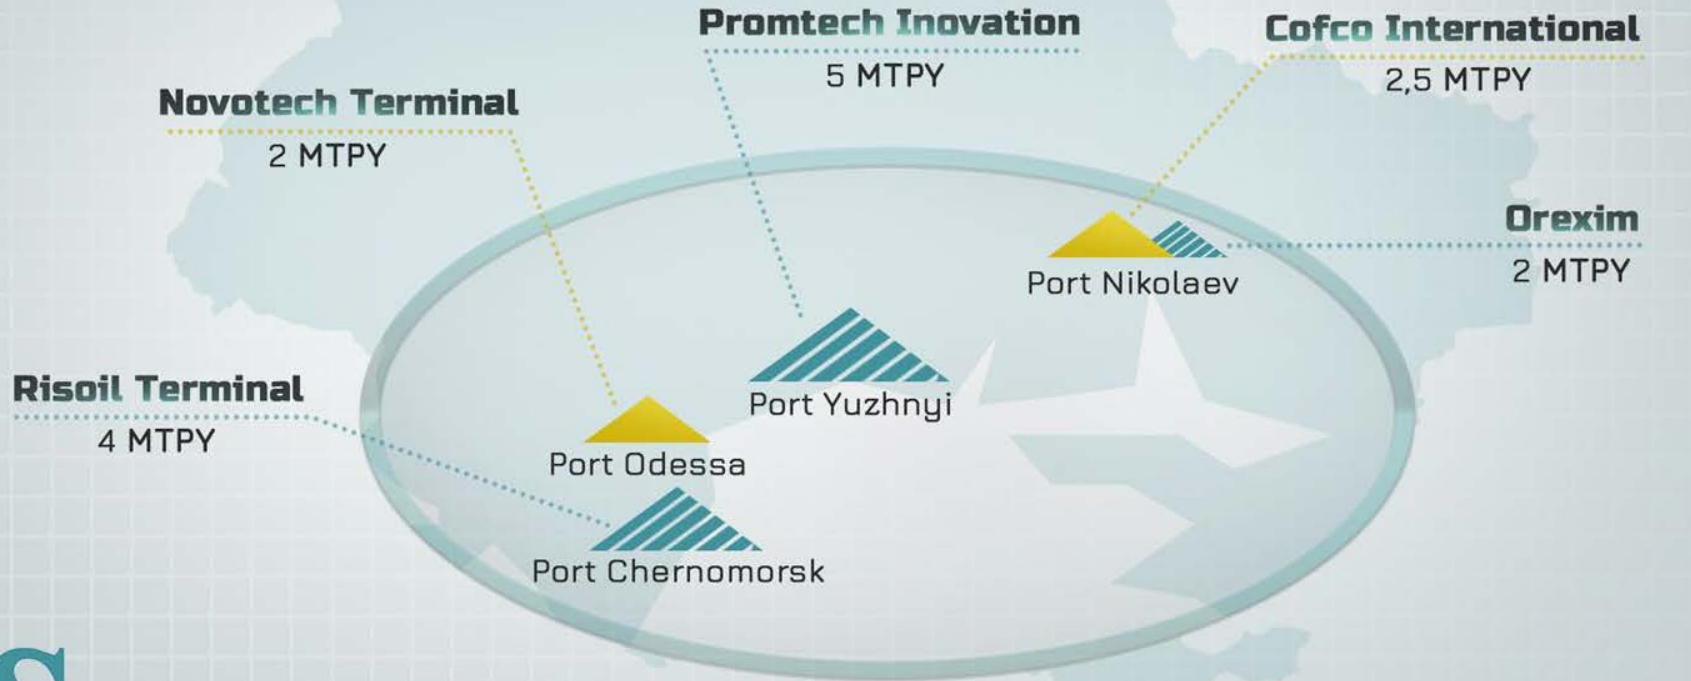 Promtech Inovation
5 MTPY
Cofco International
2,5 MTPY
Novotech Terminal
2 MTPY
Orexim
2 MTPY
Port Nikolaev
Risoil Terminal
4 MTPY
Port Yuzhnyi
Port Odessa
Port Chernomorsk
S